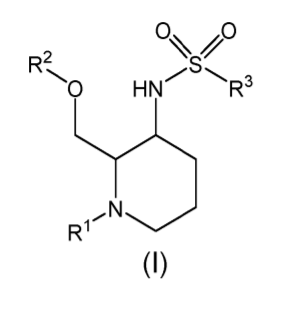 O O
R² O HN S R³
N
R¹
(I)